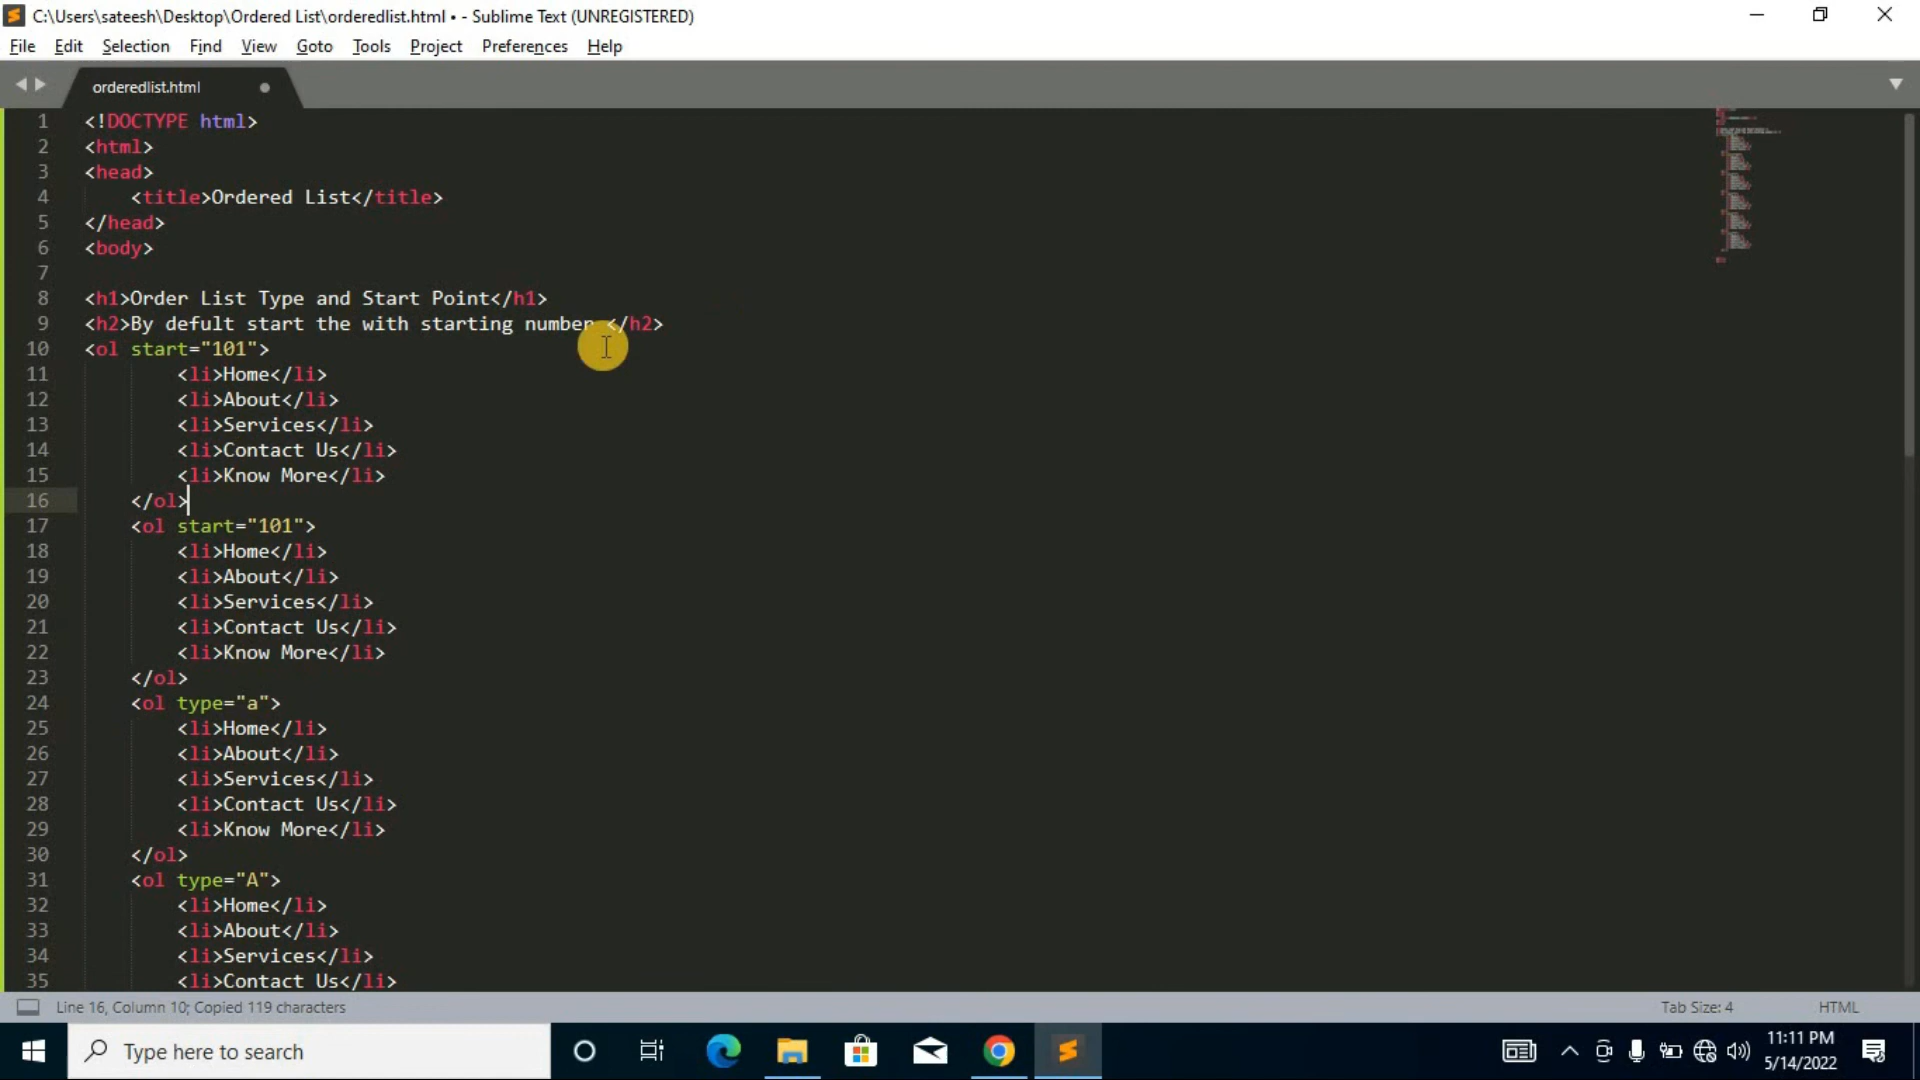 C:\Users\sateesh\Desktop\Ordered List\orderedlist.html • - Sublime Text (UNREGISTERED)
File Edit Selection Find View Goto Tools Project Preferences Help
orderedlist.html
1 <!DOCTYPE html>
2 <html>
3 <head>
4 <title>Ordered List</title>
5 </head>
6 <body>
7
8 <h1>Order List Type and Start Point</h1>
9 <h2>By defult start the with starting number </h2>
10 <ol start="101">
11 <li>Home</li>
12 <li>About</li>
13 <li>Services</li>
14 <li>Contact Us</li>
15 <li>Know More</li>
16 </ol>
17 <ol start="101">
18 <li>Home</li>
19 <li>About</li>
20 <li>Services</li>
21 <li>Contact Us</li>
22 <li>Know More</li>
23 </ol>
24 <ol type="a">
25 <li>Home</li>
26 <li>About</li>
27 <li>Services</li>
28 <li>Contact Us</li>
29 <li>Know More</li>
30 </ol>
31 <ol type="A">
32 <li>Home</li>
33 <li>About</li>
34 <li>Services</li>
35 <li>Contact Us</li>
Line 16, Column 10; Copied 119 characters Tab Size: 4 HTML
Type here to search
11:11 PM
5/14/2022